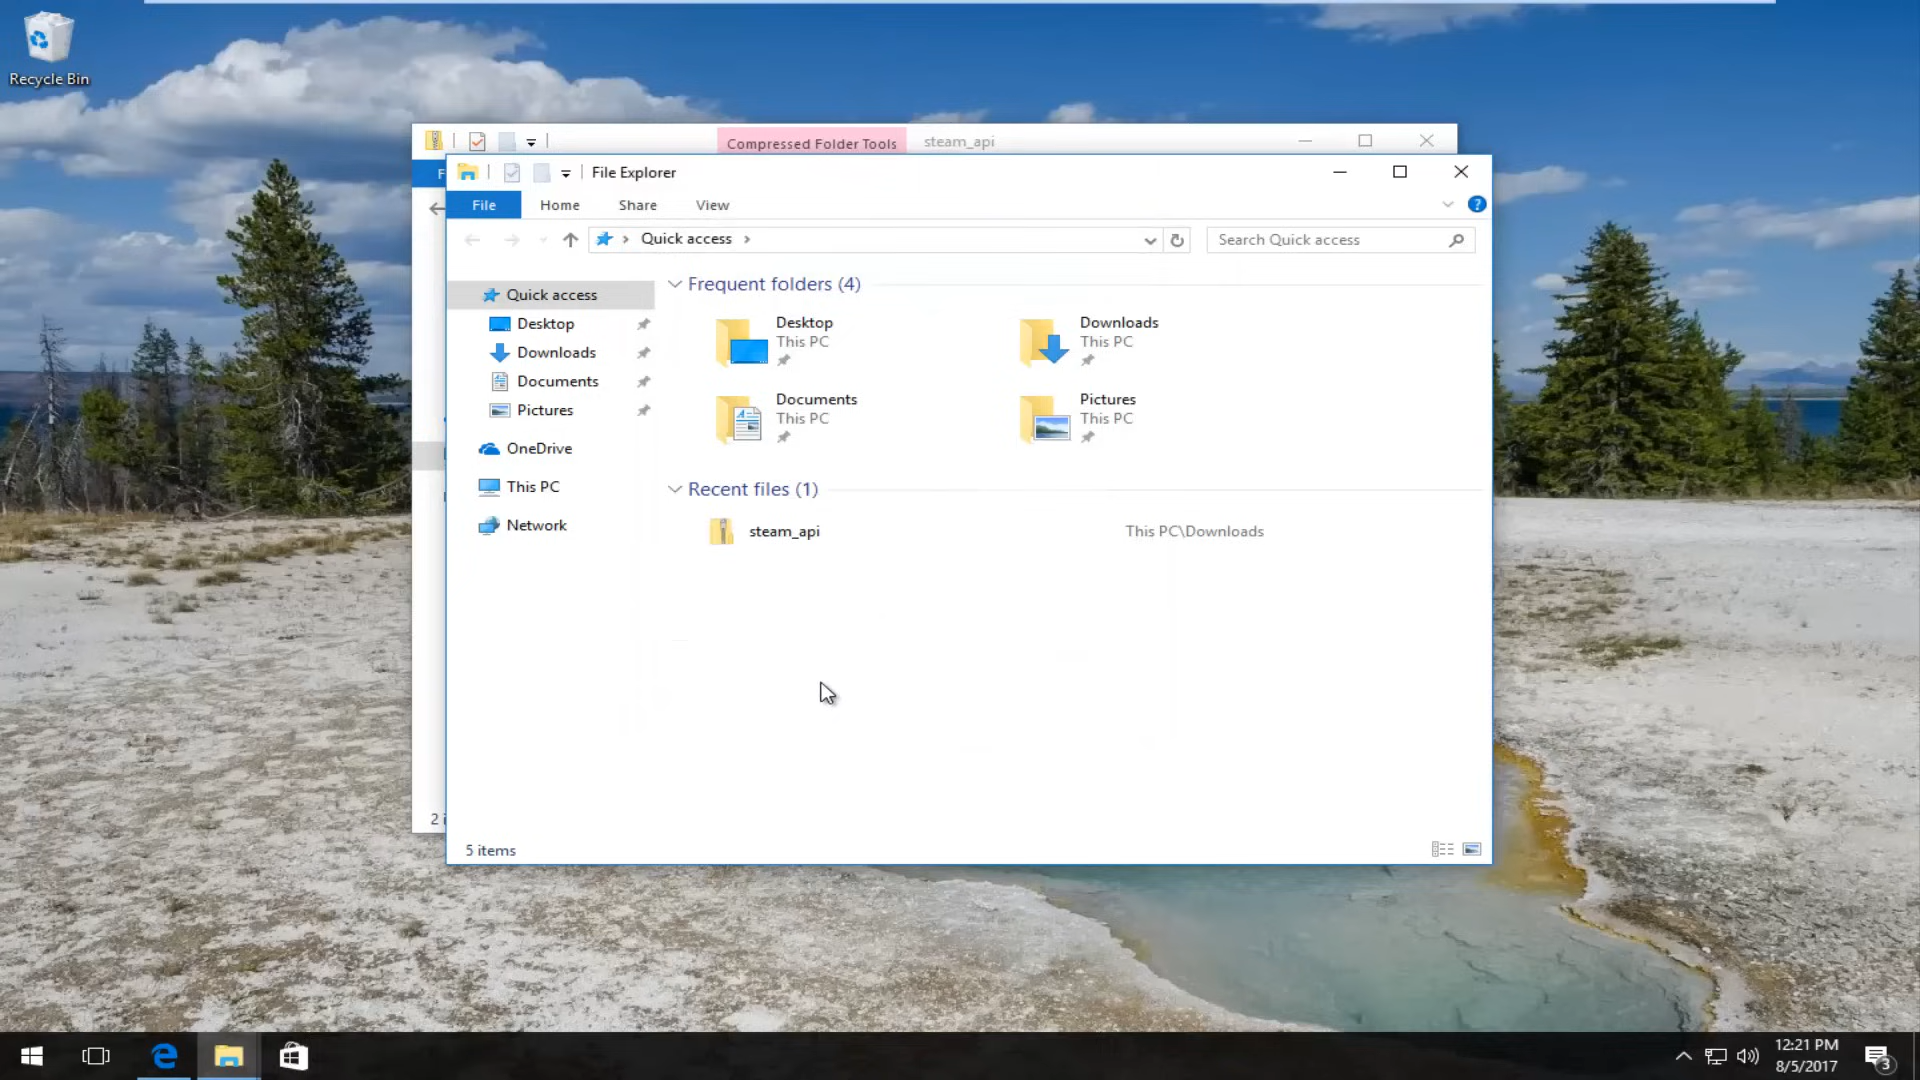 Recycle Bin
Compressed Folder Tools
steam_api
F
File Explorer
File
Home
Share
View
?
Quick access
Search Quick access
Quick access
Desktop
Downloads
Documents
Pictures
OneDrive
This PC
Network
Frequent folders (4)
Desktop
This PC
Downloads
This PC
Documents
This PC
Pictures
This PC
Recent files (1)
steam_api
This PC\Downloads
2 i
5 items
12:21 PM
8/5/2017
3